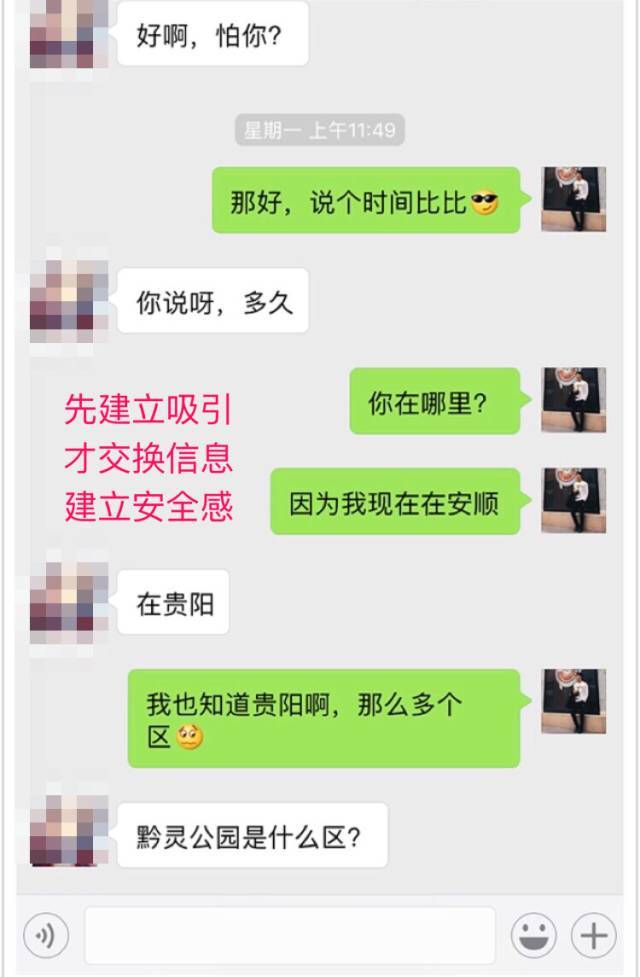 好啊，怕你？
星期一 上午11:49
那好，说个时间比比😎
你说呀，多久
你在哪里？
先建立吸引
才交换信息
建立安全感
因为我现在在安顺
在贵阳
我也知道贵阳啊，那么多个
区😩
黔灵公园是什么区？